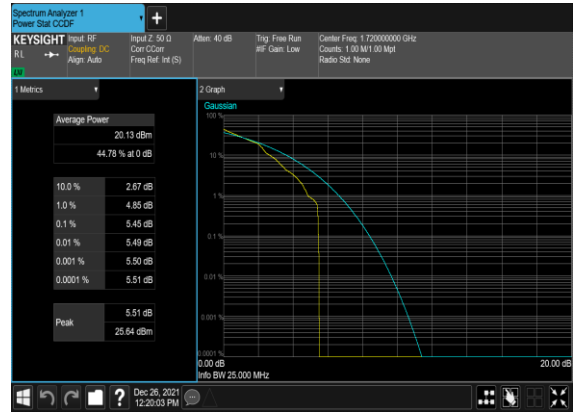 Spectrum Analyzer 1
Power Stat CCDF
+
KEYSIGHT
RL
LW
Input: RF
Coupling: DC
Align: Auto
Input Z: 50 Ω
Corr CCorr
Freq Ref: Int (S)
Atten: 40 dB
Trig: Free Run
#IF Gain: Low
Center Freq: 1.720000000 GHz
Counts: 1.00 M/1.00 Mpt
Radio Std: None
1 Metrics
Average Power
20.13 dBm
44.78 % at 0 dB
10.0 % 2.67 dB
1.0 % 4.85 dB
0.1 % 5.45 dB
0.01 % 5.49 dB
0.001 % 5.50 dB
0.0001 % 5.51 dB
Peak
5.51 dB
25.64 dBm
2 Graph
Gaussian
100 %
10 %
1 %
0.1 %
0.01 %
0.001 %
0.0001 %
0.00 dB 20.00 dB
Info BW 25.000 MHz
?
Dec 26, 2021
12:20:03 PM